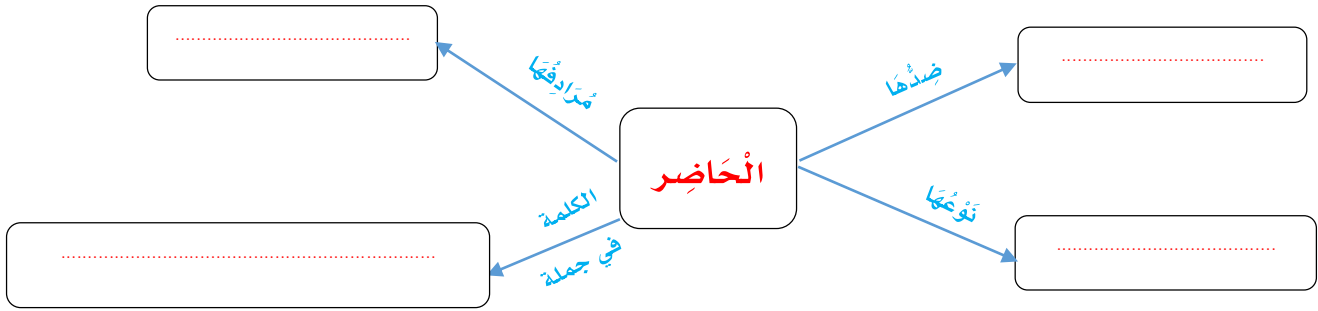 ضِدُّهَا
مُرَادِفُهَا
الْحَاضِر
نَوْعُهَا
الكلمة
في جملة